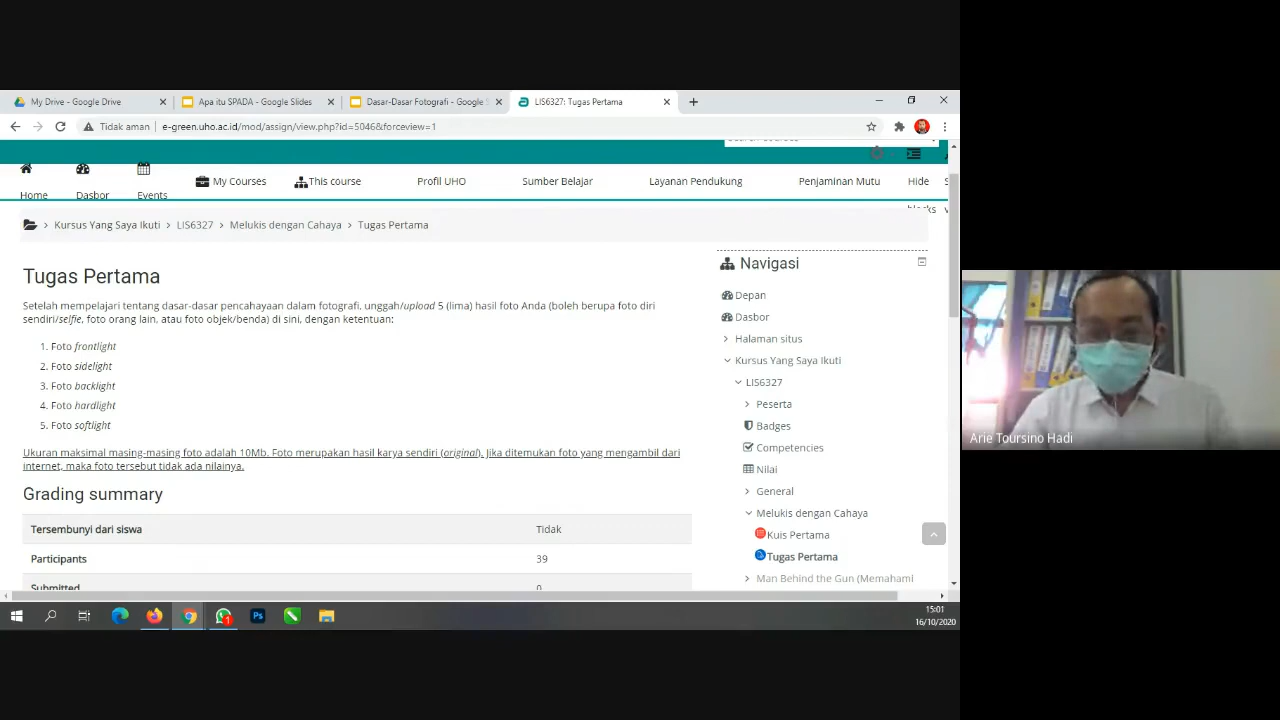 My Drive - Google Drive
Apa itu SPADA - Google Slides
Dasar-Dasar Fotografi - Google S
LIS6327: Tugas Pertama
Tidak aman
e-green.uho.ac.id/mod/assign/view.php?id=5046&forceview=1
Home
Dasbor
Events
My Courses
This course
Profil UHO
Sumber Belajar
Layanan Pendukung
Penjaminan Mutu
Hide
blocks
Kursus Yang Saya Ikuti > LIS6327 > Melukis dengan Cahaya > Tugas Pertama
Tugas Pertama
Setelah mempelajari tentang dasar-dasar pencahayaan dalam fotografi, unggah/upload 5 (lima) hasil foto Anda (boleh berupa foto diri
sendiri/selfie, foto orang lain, atau foto objek/benda) di sini, dengan ketentuan:
1. Foto frontlight
2. Foto sidelight
3. Foto backlight
4. Foto hardlight
5. Foto softlight
Ukuran maksimal masing-masing foto adalah 10Mb. Foto merupakan hasil karya sendiri (original). Jika ditemukan foto yang mengambil dari
internet, maka foto tersebut tidak ada nilainya.
Grading summary
Tersembunyi dari siswa Tidak
Participants 39
Submitted 0
Navigasi
Depan
Dasbor
Halaman situs
Kursus Yang Saya Ikuti
LIS6327
Peserta
Badges
Competencies
Nilai
General
Melukis dengan Cahaya
Kuis Pertama
Tugas Pertama
Man Behind the Gun (Memahami
15:01
16/10/2020
Arie Toursino Hadi